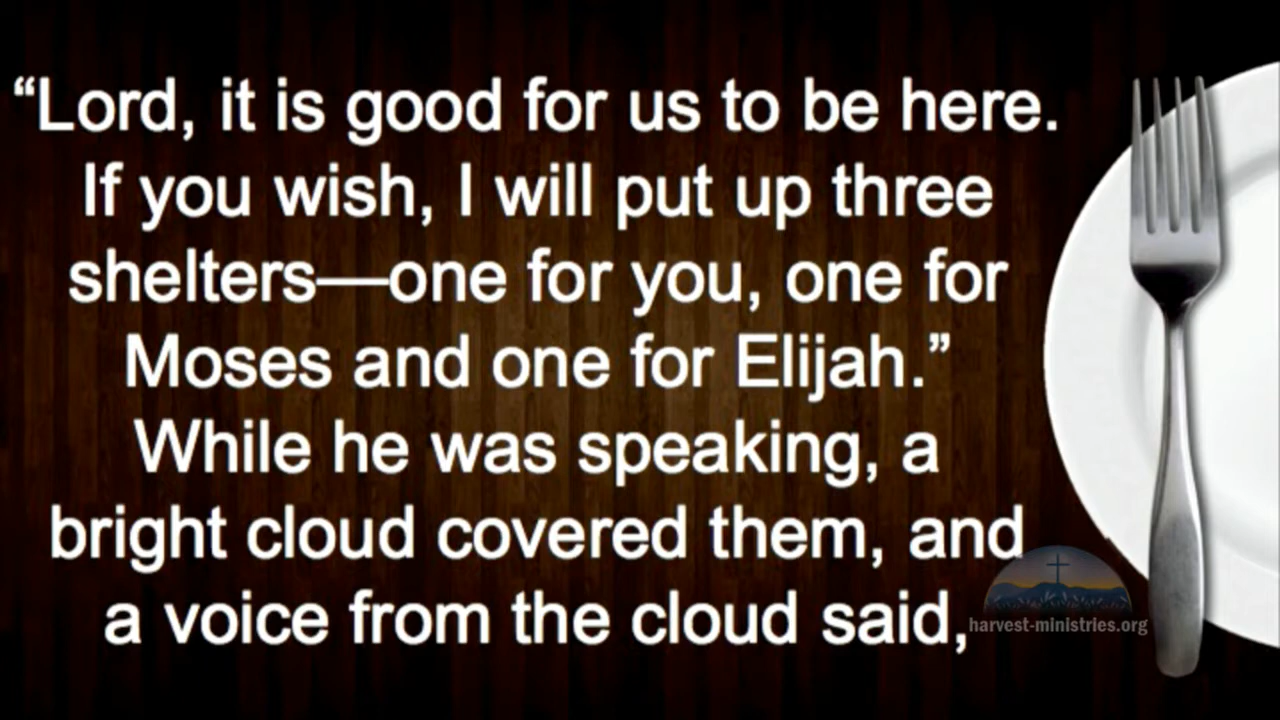 “Lord, it is good for us to be here.
If you wish, I will put up three
shelters—one for you, one for
Moses and one for Elijah.”
While he was speaking, a
bright cloud covered them, and
a voice from the cloud said,
harvest-ministries.org